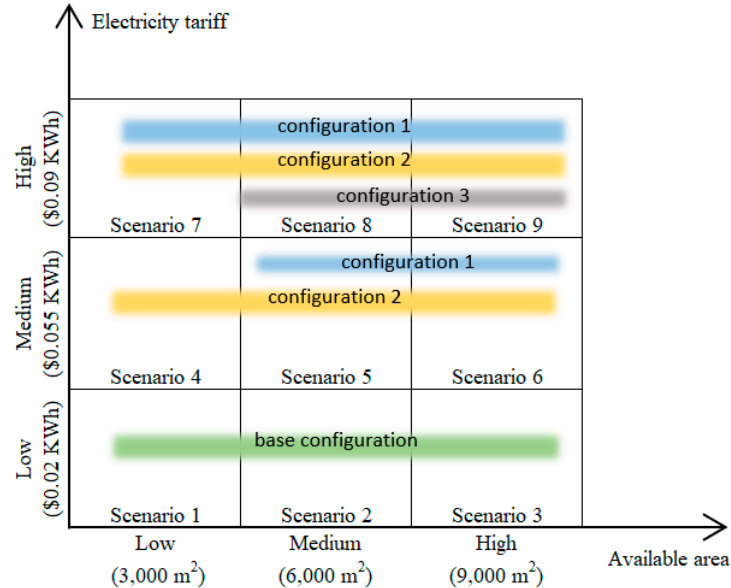 Electricity tariff
High
($0.09 KWh)
configuration 1
configuration 2
configuration 3
Scenario 7
Scenario 8
Scenario 9
Medium
($0.055 KWh)
configuration 1
configuration 2
Scenario 4
Scenario 5
Scenario 6
Low
($0.02 KWh)
base configuration
Scenario 1
Scenario 2
Scenario 3
Low
(3,000 m²)
Medium
(6,000 m²)
High
(9,000 m²)
Available area